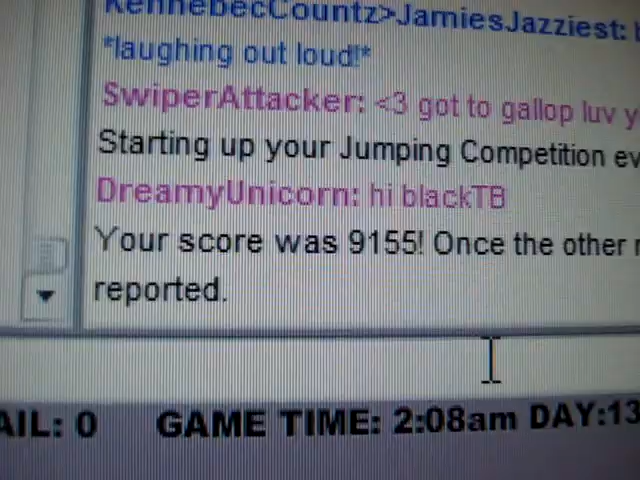 KennebecCountz>JamiesJazziest:
*laughing out loud!*
SwiperAttacker: <3 got to gallop luv y
Starting up your Jumping Competition ev
DreamyUnicorn: hi blackTB
Your score was 9155! Once the other r
reported.
AIL: 0 GAME TIME: 2:08am DAY:13